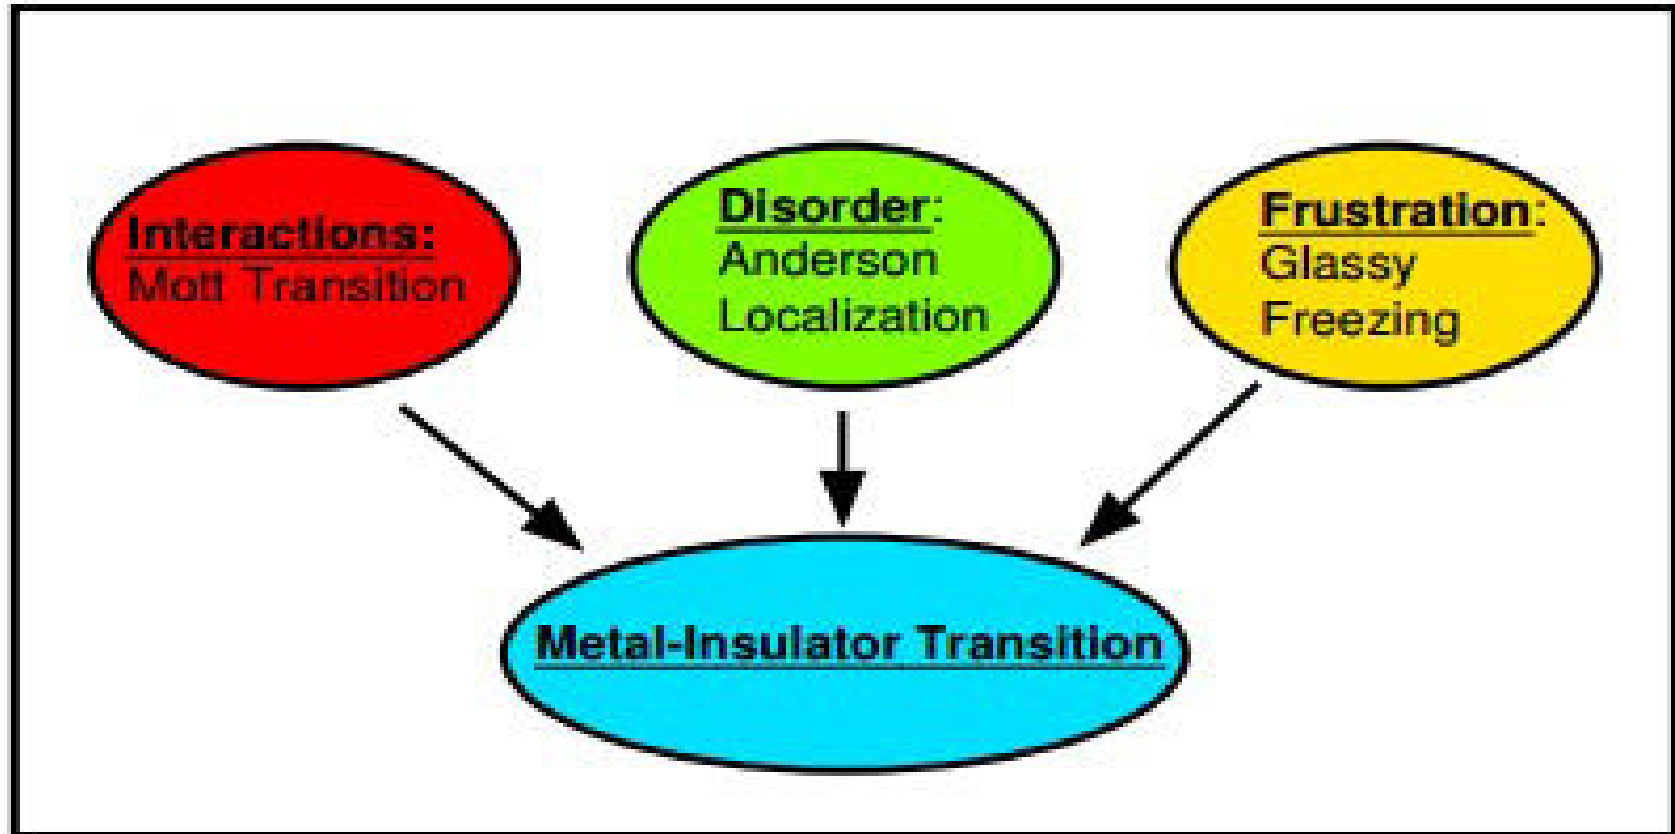 Interactions:
Mott Transition
Disorder:
Anderson
Localization
Frustration:
Glassy
Freezing
Metal-Insulator Transition